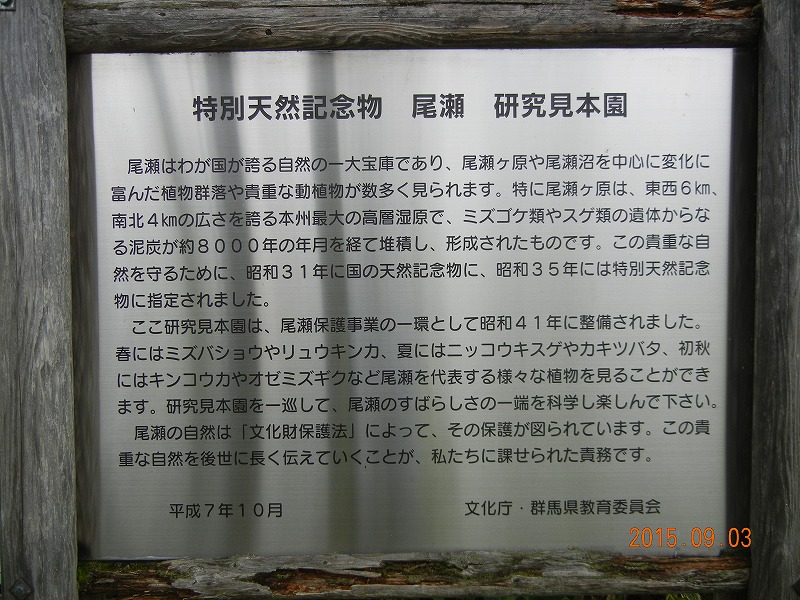 特別天然記念物　尾瀬　研究見本園
尾瀬はわが国が誇る自然の一大宝庫であり、尾瀬ヶ原や尾瀬沼を中心に変化に
富んだ植物群落や貴重な動植物が数多く見られます。特に尾瀬ヶ原は、東西６㎞、
南北４㎞の広さを誇る本州最大の高層湿原で、ミズゴケ類やスゲ類の遺体からな
る泥炭が約８０００年の年月を経て堆積し、形成されたものです。この貴重な自
然を守るために、昭和３１年に国の天然記念物に、昭和３５年には特別天然記念
物に指定されました。
ここ研究見本園は、尾瀬保護事業の一環として昭和４１年に整備されました。
春にはミズバショウやリュウキンカ、夏にはニッコウキスゲやカキツバタ、初秋
にはキンコウカやオゼミズギクなど尾瀬を代表する様々な植物を見ることができ
ます。研究見本園を一巡して、尾瀬のすばらしさの一端を科学し楽しんで下さい。
尾瀬の自然は「文化財保護法」によって、その保護が図られています。この貴
重な自然を後世に長く伝えていくことが、私たちに課せられた責務です。
平成７年１０月　文化庁・群馬県教育委員会
2015.09.03